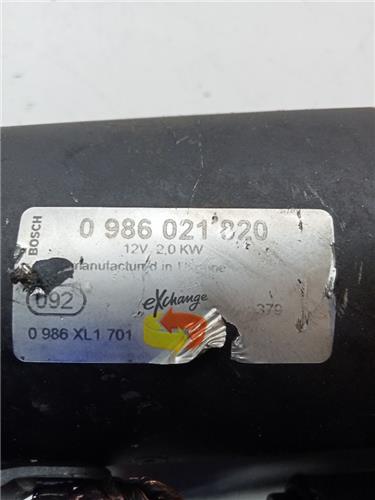 BOSCH
0 986 021 820
12V 2,0 KW
manufactured in
092
eXchange
379
0 986 XL1 701